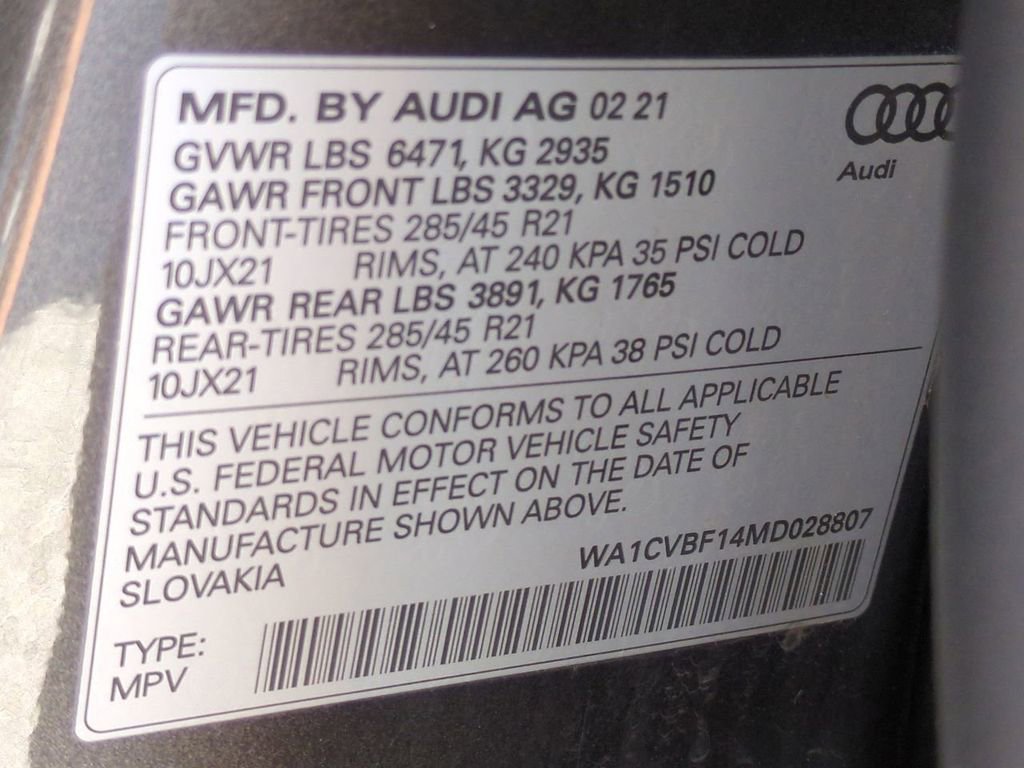 MFD. BY AUDI AG 02 21
GVWR LBS 6471, KG 2935
GAWR FRONT LBS 3329, KG 1510
FRONT-TIRES 285/45 R21
10JX21 RIMS, AT 240 KPA 35 PSI COLD
GAWR REAR LBS 3891, KG 1765
REAR-TIRES 285/45 R21
10JX21 RIMS, AT 260 KPA 38 PSI COLD
Audi
THIS VEHICLE CONFORMS TO ALL APPLICABLE
U.S. FEDERAL MOTOR VEHICLE SAFETY
STANDARDS IN EFFECT ON THE DATE OF
MANUFACTURE SHOWN ABOVE.
SLOVAKIA
WA1CVBF14MD028807
TYPE:
MPV